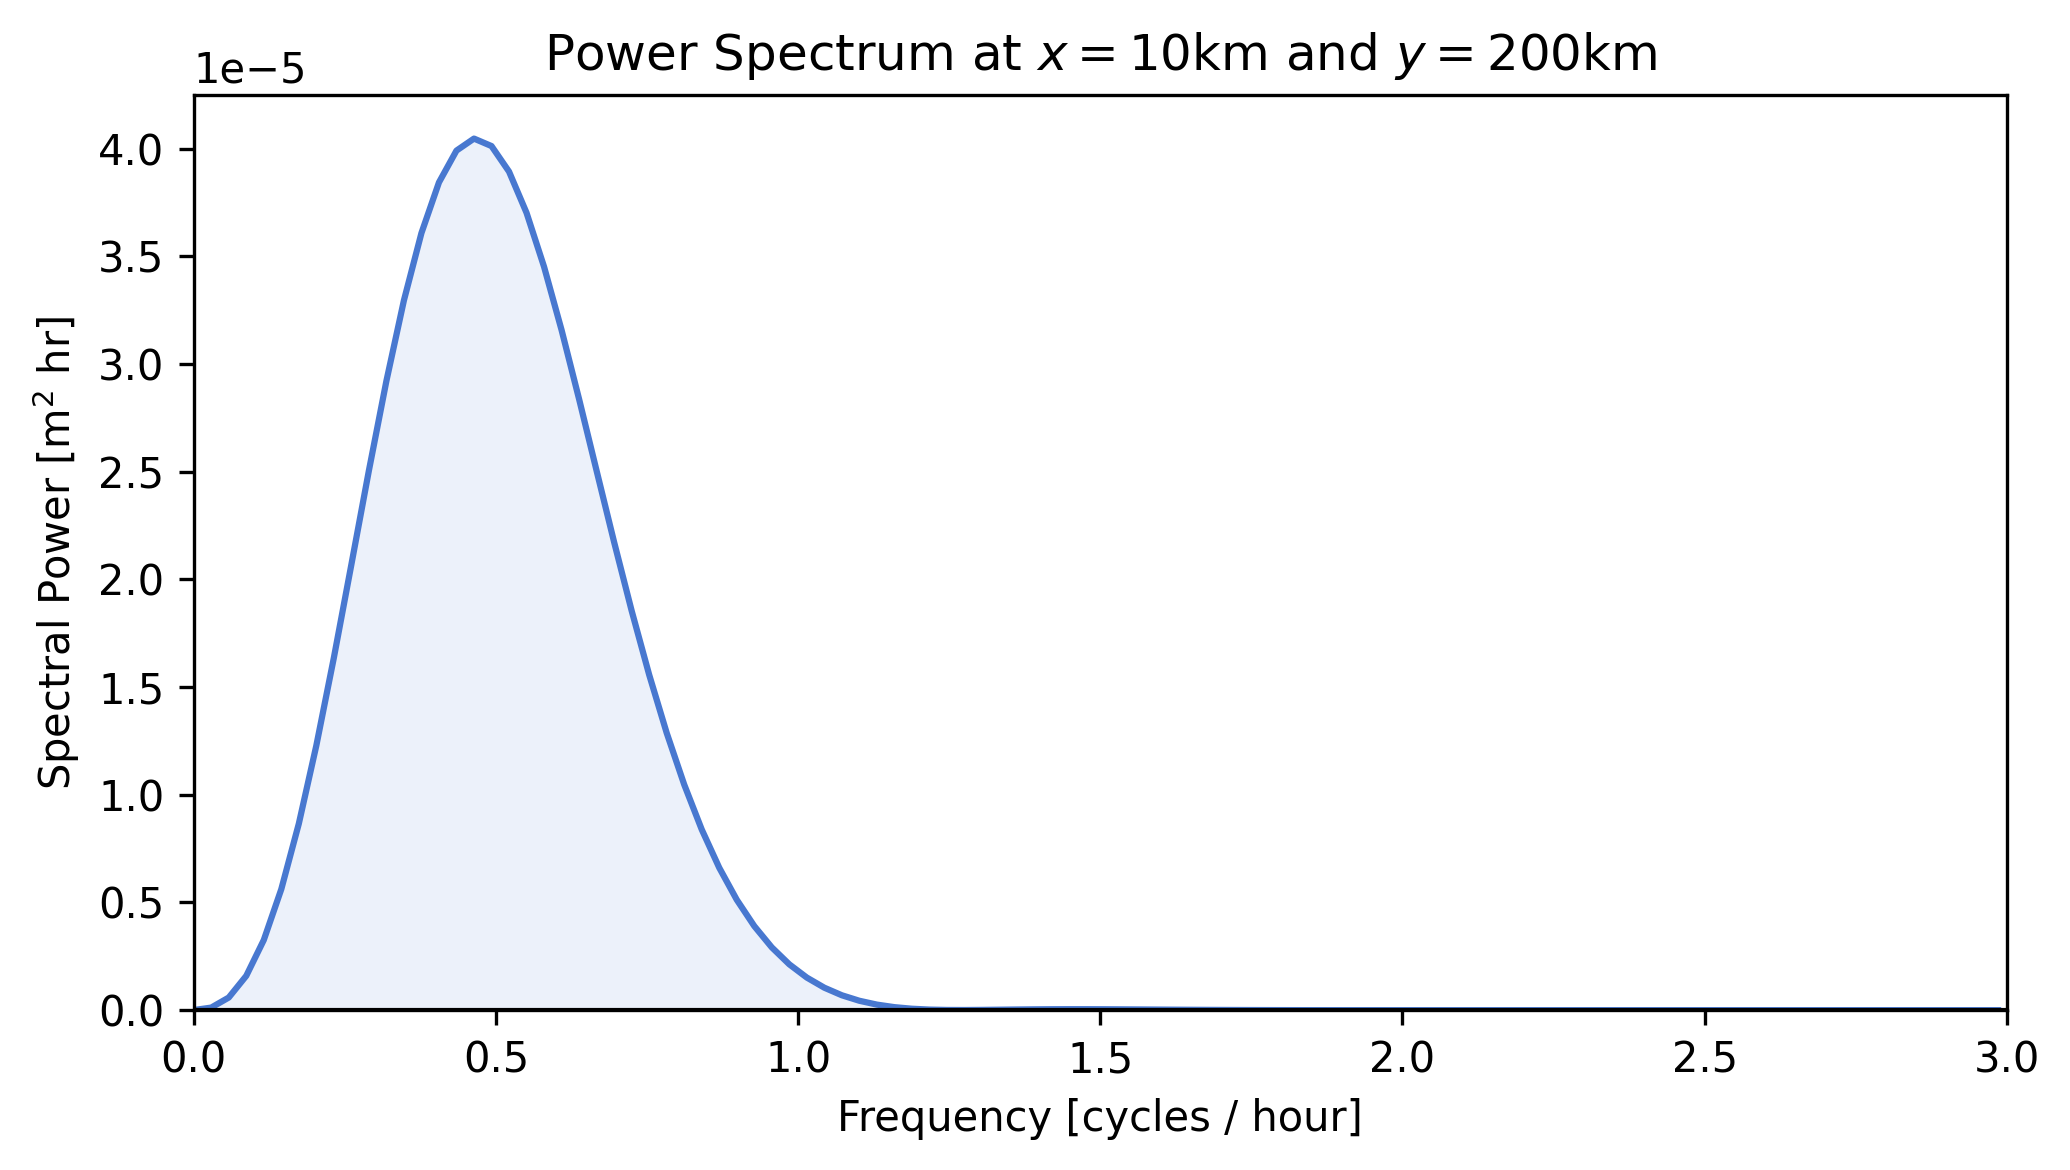 Power Spectrum at x = 10km and y = 200km
1e−5
4.0
3.5
3.0
2.5
2.0
1.5
1.0
0.5
0.0
Spectral Power [m² hr]
0.0 0.5 1.0 1.5 2.0 2.5 3.0
Frequency [cycles / hour]